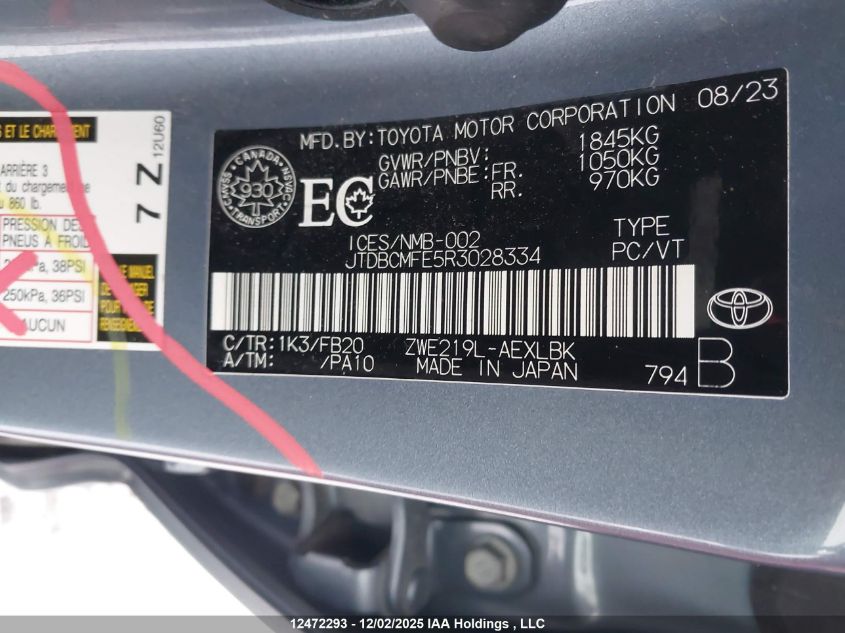 S ET LE CHARGEMENT
ARRIÈRE 3
du chargement
860 lb.
PRESSION DES
PNEUS À FROID
kPa, 38PSI
250kPa, 36PSI
AUCUN
MANUEL
RENSEIGNEMENTS
7 Z
12U60
MFD. BY: TOYOTA MOTOR CORPORATION 08/23
GVWR/PNBV: 1845KG
GAWR/PNBE: FR. 1050KG
RR. 970KG
CANADA
930
TRANSPORT
EC
ICES/NMB-002
TYPE
JTDBCMFE5R3028334
PC/VT
C/TR: 1K3/FB20 ZWE219L-AEXLBK
A/TM: /PA10 MADE IN JAPAN
794 B
12472293 - 12/02/2025 IAA Holdings , LLC